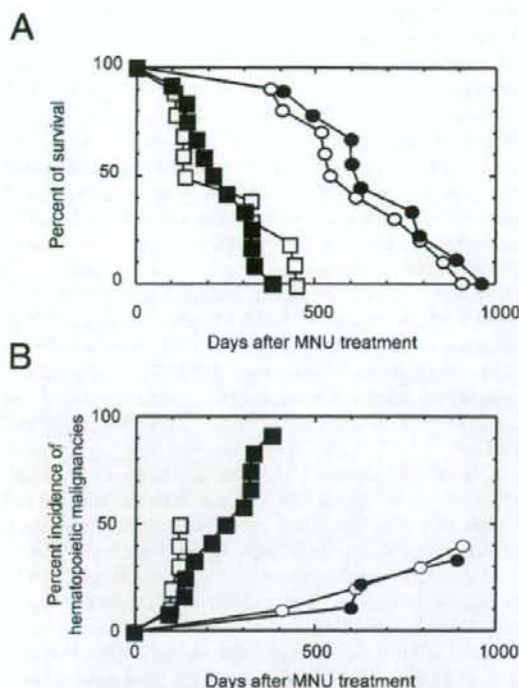 A
100
50
0
Percent of survival
0
500
1000
Days after MNU treatment
B
100
50
0
Percent incidence of
hematopoietic malignancies
0
500
1000
Days after MNU treatment